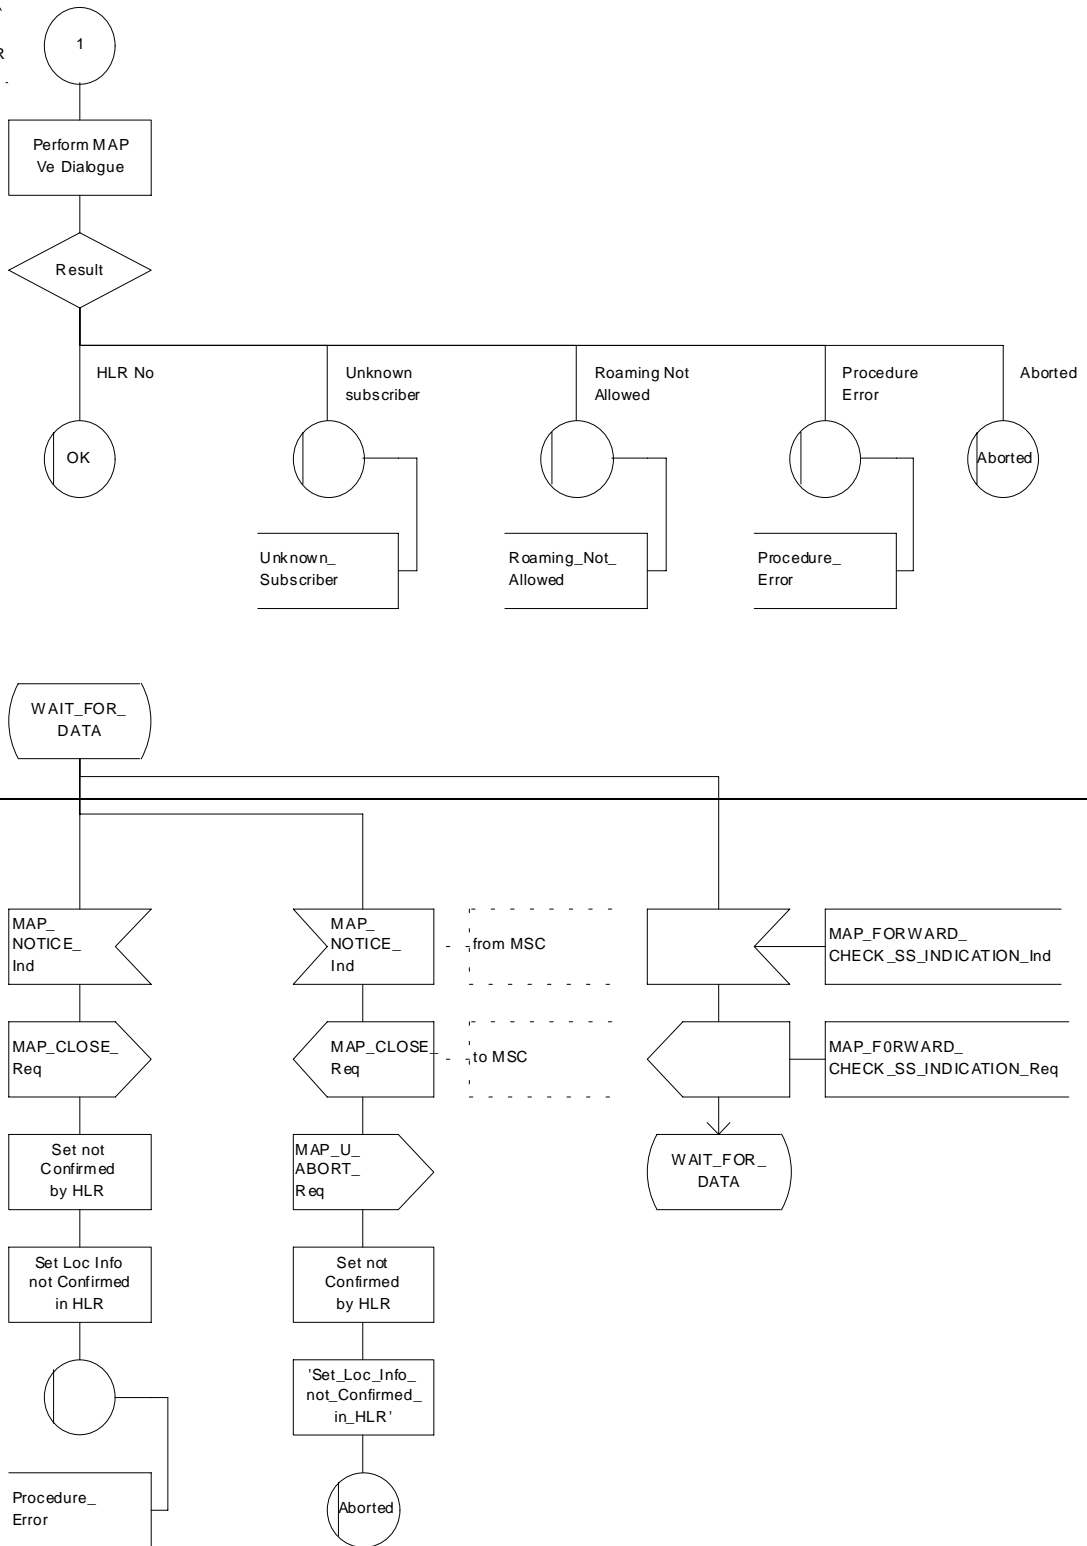 R
1
Perform MAP
Ve Dialogue
Result
HLR No
Unknown
subscriber
Roaming Not
Allowed
Procedure
Error
Aborted
OK
Aborted
Unknown_
Subscriber
Roaming_Not_
Allowed
Procedure_
Error
WAIT_FOR_
DATA
MAP_
NOTICE_
Ind
MAP_
NOTICE_
Ind
from MSC
MAP_FORWARD_
CHECK_SS_INDICATION_Ind
MAP_CLOSE_
Req
MAP_CLOSE_
Req
to MSC
MAP_F0RWARD_
CHECK_SS_INDICATION_Req
Set not
Confirmed
by HLR
MAP_U_
ABORT_
Req
WAIT_FOR_
DATA
Set Loc Info
not Confirmed
in HLR
Set not
Confirmed
by HLR
'Set_Loc_Info_
not_Confirmed_
in_HLR'
Procedure_
Error
Aborted